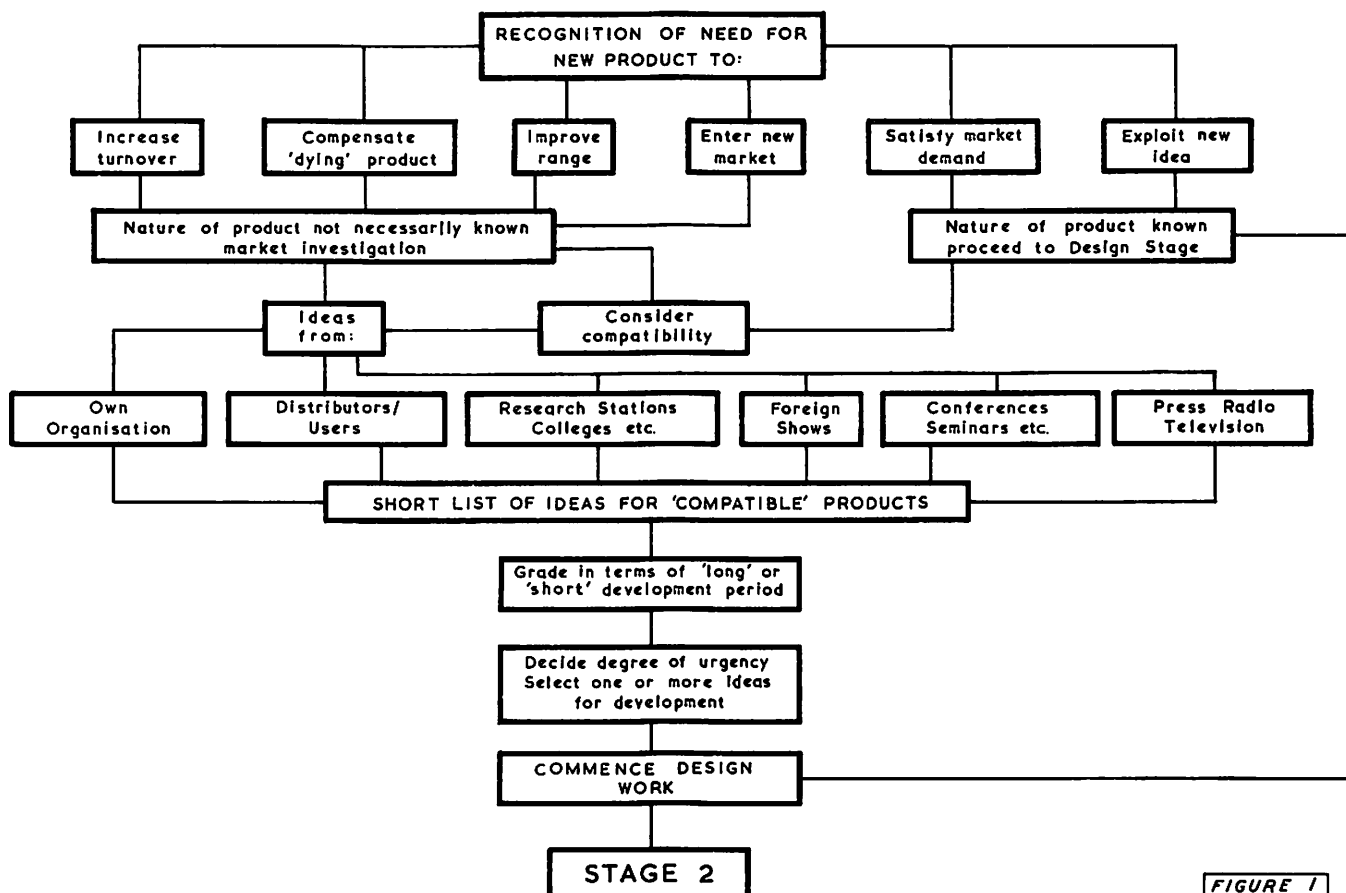 RECOGNITION OF NEED FOR
NEW PRODUCT TO:
Increase
turnover
Compensate
'dying' product
Improve
range
Enter new
market
Satisfy market
demand
Exploit new
idea
Nature of product not necessarily known
market investigation
Nature of product known
proceed to Design Stage
Ideas
from:
Consider
compatibility
Own
Organisation
Distributors/
Users
Research Stations
Colleges etc.
Foreign
Shows
Conferences
Seminars etc.
Press Radio
Television
SHORT LIST OF IDEAS FOR 'COMPATIBLE' PRODUCTS
Grade in terms of 'long' or
'short' development period
Decide degree of urgency
Select one or more ideas
for development
COMMENCE DESIGN
WORK
STAGE 2
FIGURE 1